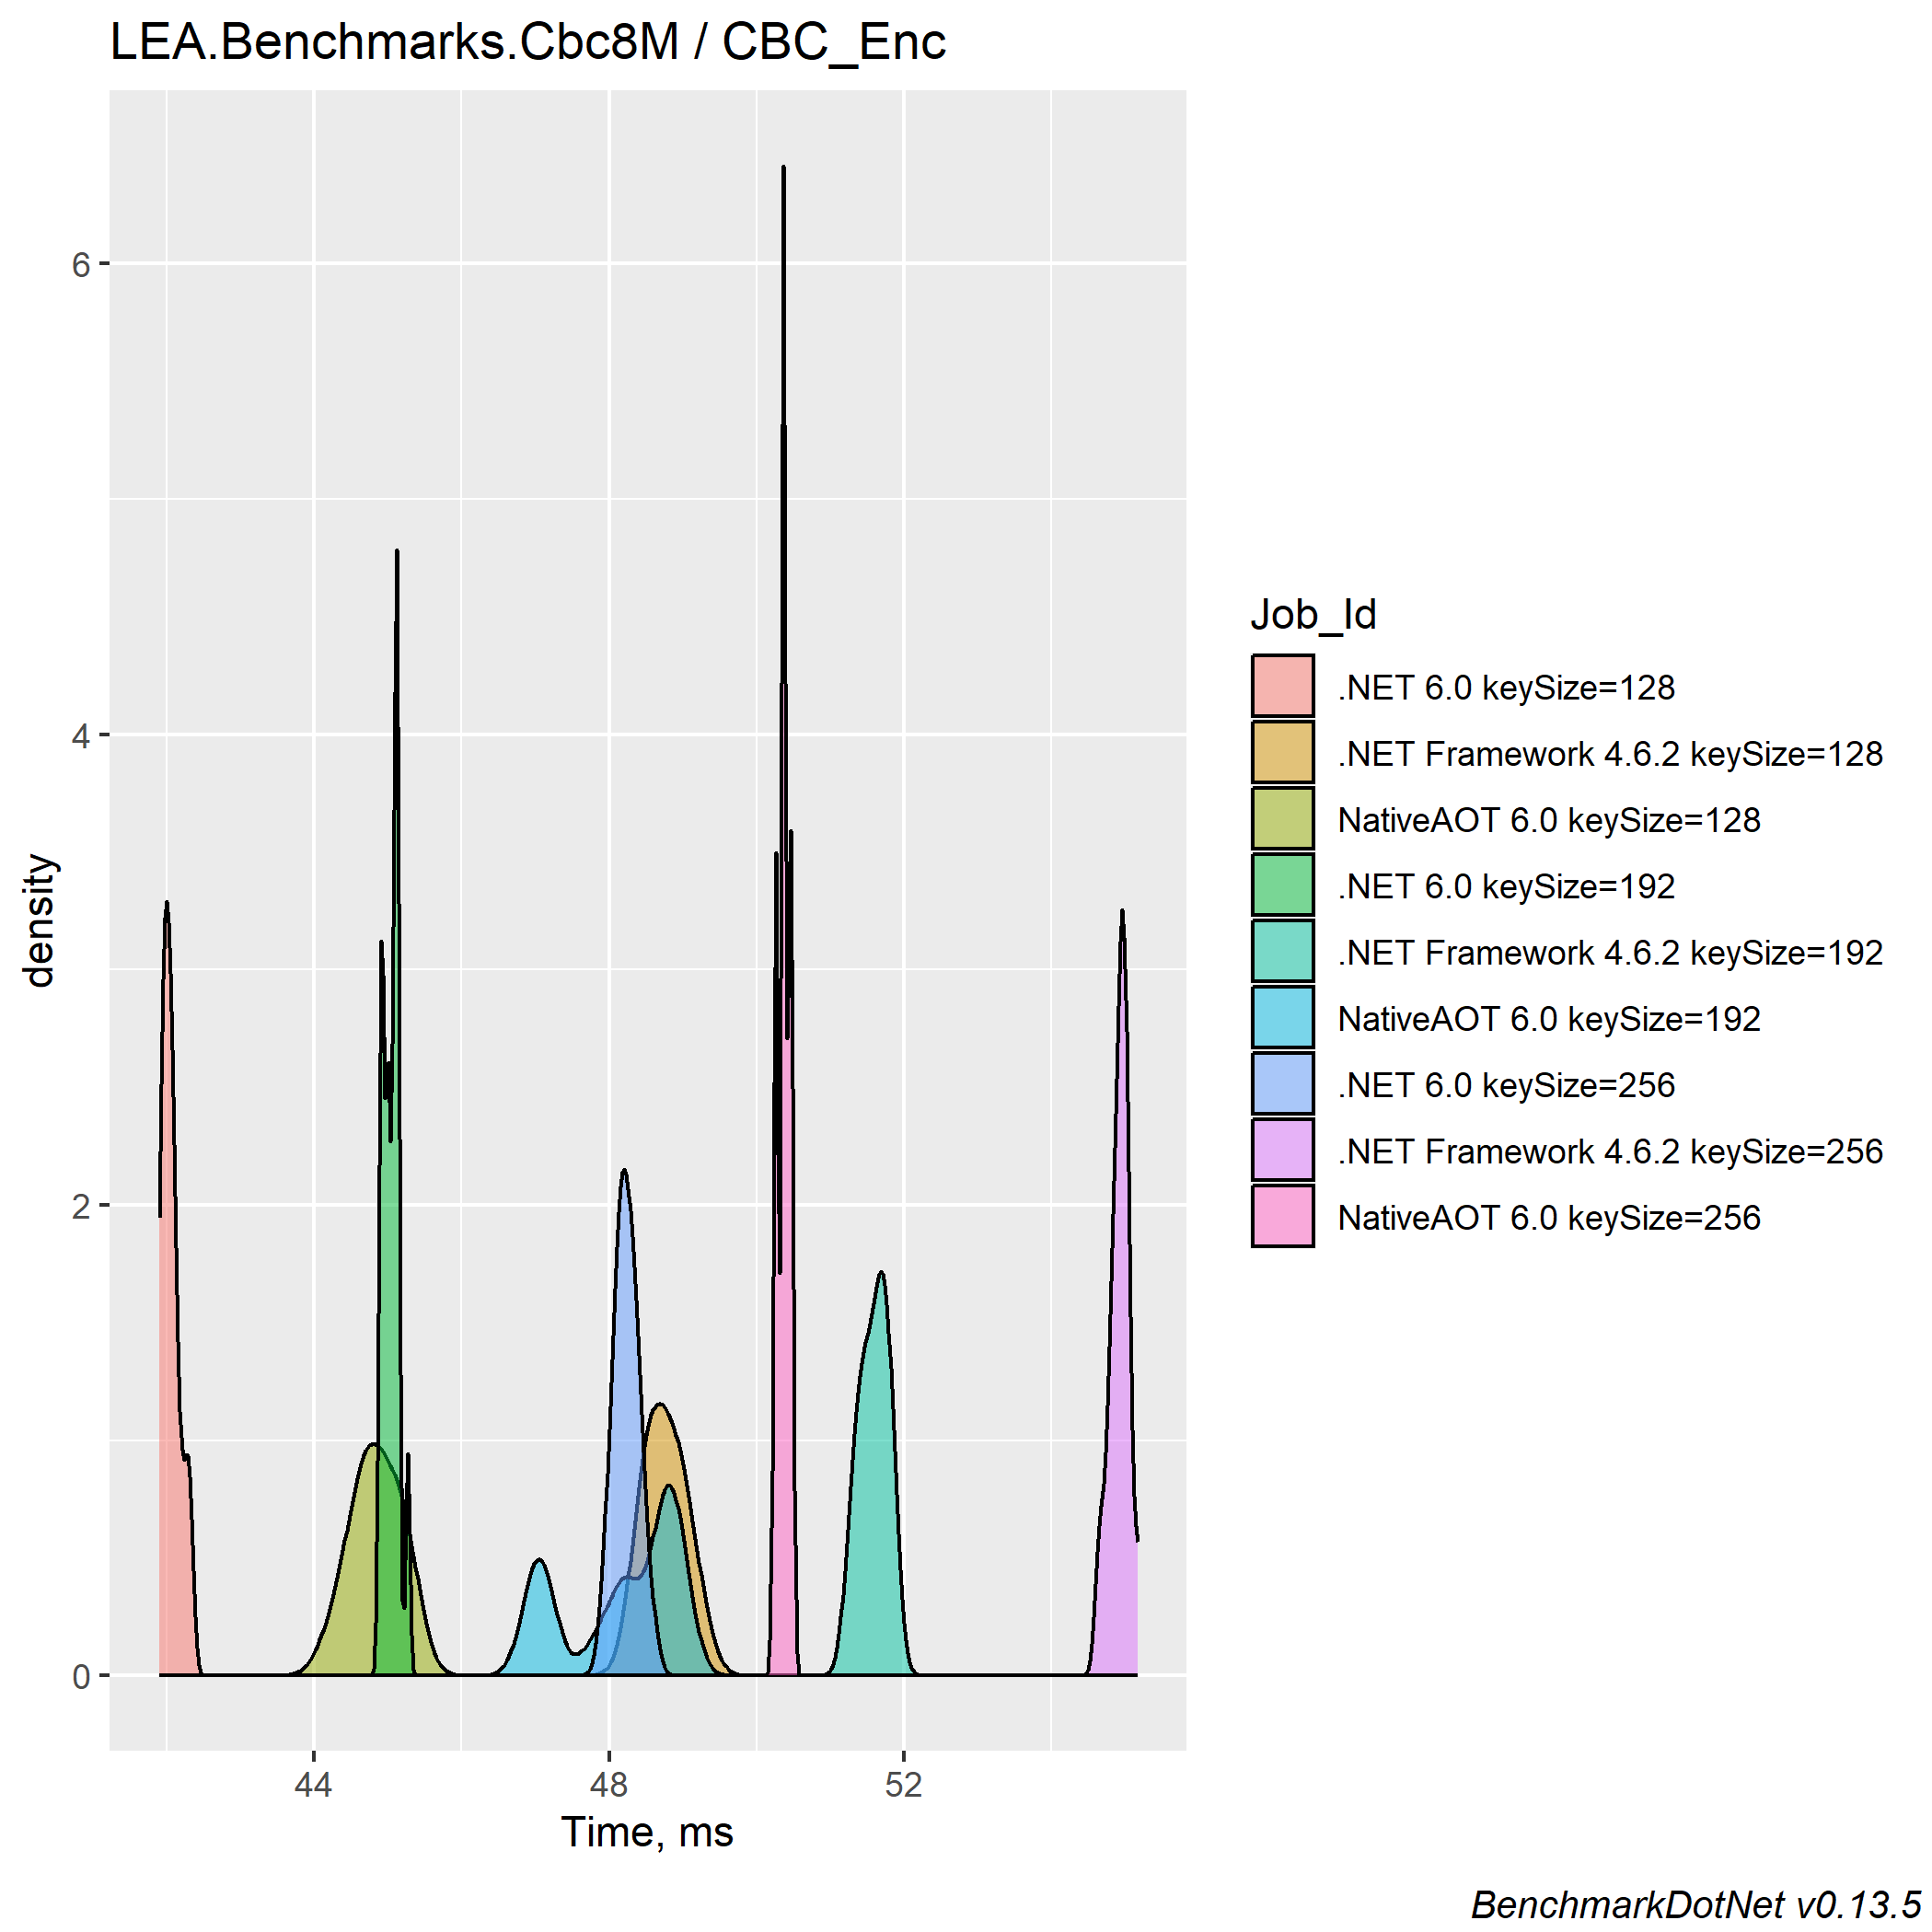 LEA.Benchmarks.Cbc8M / CBC_Enc
6
4
2
0
density
44
48
52
Time, ms
Job_Id
.NET 6.0 keySize=128
.NET Framework 4.6.2 keySize=128
NativeAOT 6.0 keySize=128
.NET 6.0 keySize=192
.NET Framework 4.6.2 keySize=192
NativeAOT 6.0 keySize=192
.NET 6.0 keySize=256
.NET Framework 4.6.2 keySize=256
NativeAOT 6.0 keySize=256
BenchmarkDotNet v0.13.5